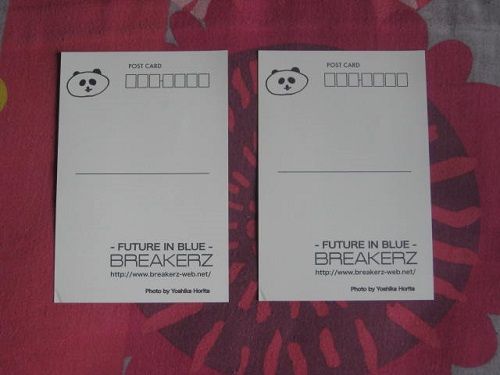 POST CARD
- FUTURE IN BLUE -
BREAKERZ
http://www.breakerz-web.net/
Photo by Yoshika Horita
POST CARD
- FUTURE IN BLUE -
BREAKERZ
http://www.breakerz-web.net/
Photo by Yoshika Horita